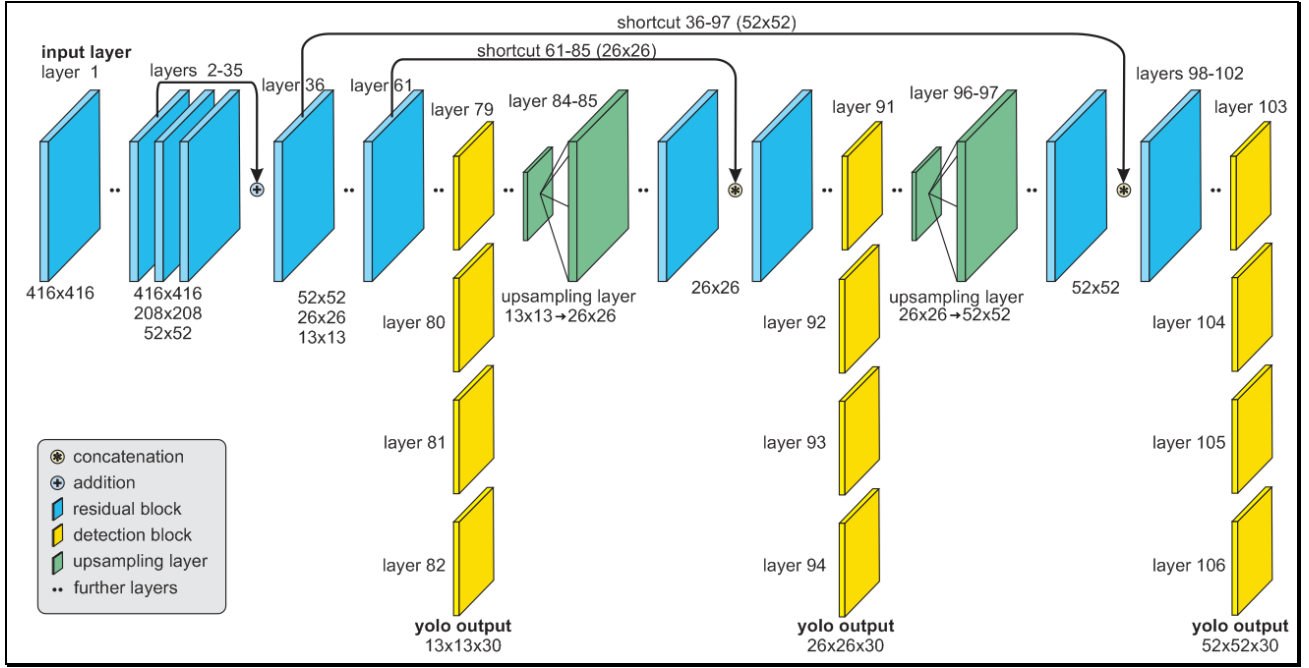 shortcut 36-97 (52x52)
shortcut 61-85 (26x26)
input layer
layer 1
layers 2-35
layer 36
layer 61
layer 79
layer 84-85
layer 91
layer 96-97
layers 98-102
layer 103
416x416
416x416
208x208
52x52
52x52
26x26
13x13
upsampling layer
13x13→26x26
26x26
upsampling layer
26x26→52x52
52x52
layer 80
layer 81
layer 82
yolo output
13x13x30
layer 92
layer 93
layer 94
yolo output
26x26x30
layer 104
layer 105
layer 106
yolo output
52x52x30
concatenation
addition
residual block
detection block
upsampling layer
further layers